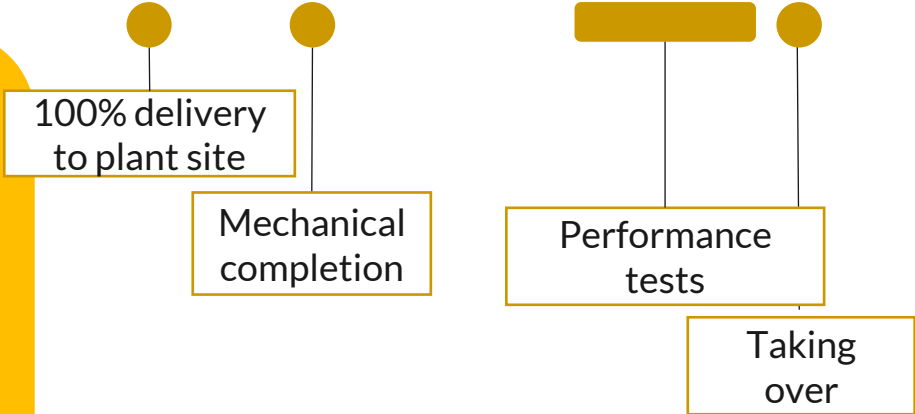 100% delivery
to plant site
Mechanical
completion
Performance
tests
Taking
over